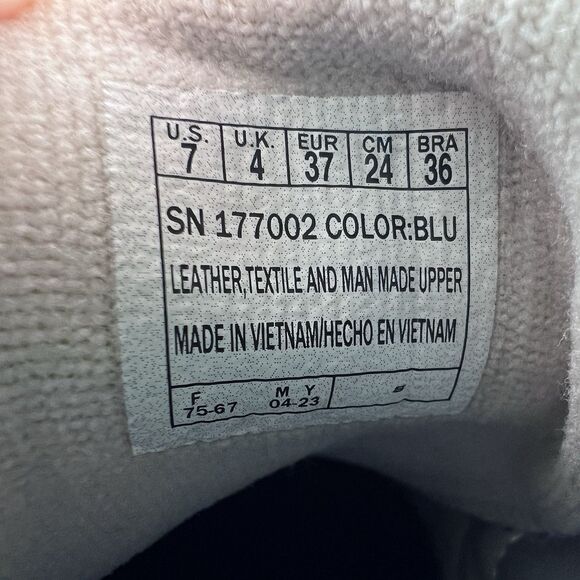 U.S. U.K. EUR CM BRA
7 4 37 24 36
SN 177002 COLOR:BLU
LEATHER,TEXTILE AND MAN MADE UPPER
MADE IN VIETNAM/HECHO EN VIETNAM
F M Y
75-67 04-23